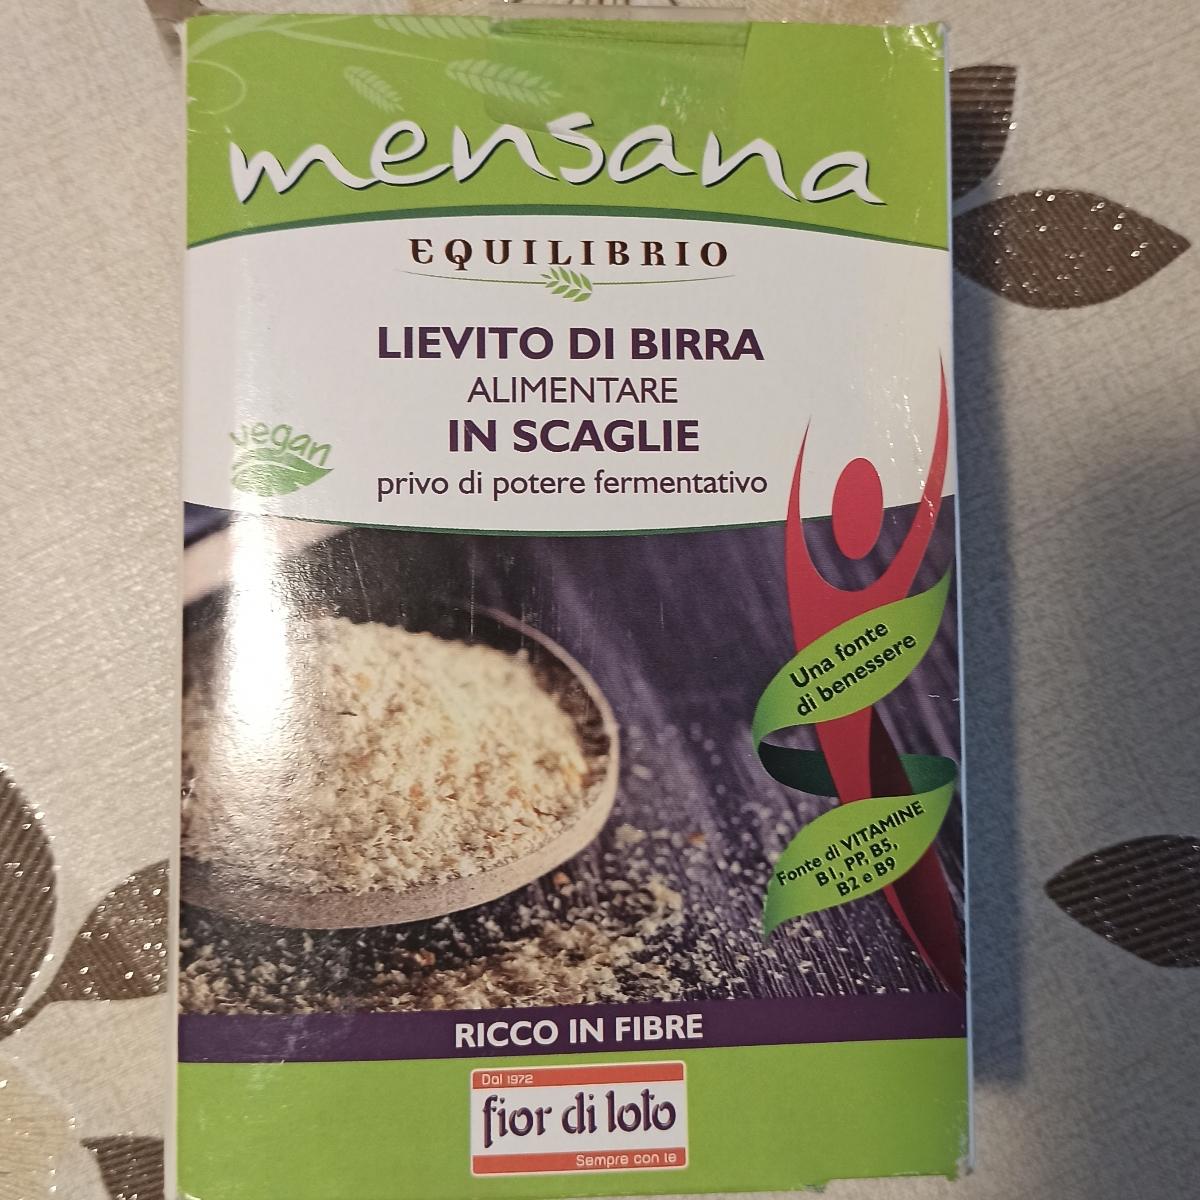 mensana
EQUILIBRIO
LIEVITO DI BIRRA
ALIMENTARE
IN SCAGLIE
privo di potere fermentativo
vegan
Una fonte
di benessere
Fonte di VITAMINE
B1, PP, B5,
B2 e B9
RICCO IN FIBRE
Dal 1972
fior di loto
Sempre con te